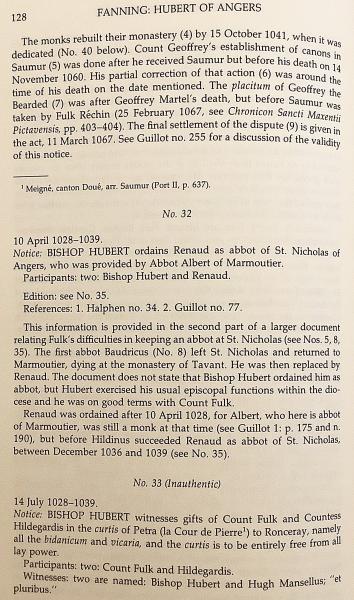 128
FANNING: HUBERT OF ANGERS
The monks rebuilt their monastery (4) by 15 October 1041, when it was
dedicated (No. 40 below). Count Geoffrey's establishment of canons in
Saumur (5) was done after he received Saumur but before his death on 14
November 1060. His partial correction of that action (6) was around the
time of his death on the date mentioned. The placitum of Geoffrey the
Bearded (7) was after Geoffrey Martel's death, but before Saumur was
taken by Fulk Réchin (25 February 1067, see Chronicon Sancti Maxentii
Pictavensis, pp. 403–404). The final settlement of the dispute (9) is given in
the act, 11 March 1067. See Guillot no. 255 for a discussion of the validity
of this notice.
¹ Meigné, canton Doué, arr. Saumur (Port II, p. 637).
No. 32
10 April 1028–1039.
Notice: BISHOP HUBERT ordains Renaud as abbot of St. Nicholas of
Angers, who was provided by Abbot Albert of Marmoutier.
Participants: two: Bishop Hubert and Renaud.
Edition: see No. 35.
References: 1. Halphen no. 34. 2. Guillot no. 77.
This information is provided in the second part of a larger document
relating Fulk's difficulties in keeping an abbot at St. Nicholas (see Nos. 5, 8,
35). The first abbot Baudricus (No. 8) left St. Nicholas and returned to
Marmoutier, dying at the monastery of Tavant. He was then replaced by
Renaud. The document does not state that Bishop Hubert ordained him as
abbot, but Hubert exercised his usual episcopal functions within the dio-
cese and he was on good terms with Count Fulk.
Renaud was ordained after 10 April 1028, for Albert, who here is abbot
of Marmoutier, was still a monk at that time (see Guillot 1: p. 175 and n.
190), but before Hildinus succeeded Renaud as abbot of St. Nicholas,
between December 1036 and 1039 (see No. 35).
No. 33 (Inauthentic)
14 July 1028–1039.
Notice: BISHOP HUBERT witnesses gifts of Count Fulk and Countess
Hildegardis in the curtis of Petra (la Cour de Pierre¹) to Ronceray, namely
all the bidanicum and vicaria, and the curtis is to be entirely free from all
lay power.
Participants: two: Count Fulk and Hildegardis.
Witnesses: two are named: Bishop Hubert and Hugh Mansellus; "et
pluribus."